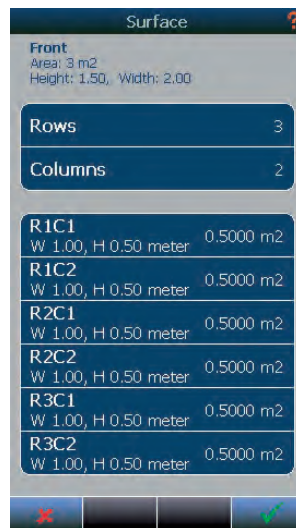 Surface ?
Front
Area: 3 m2
Height: 1.50, Width: 2.00
Rows 3
Columns 2
R1C1
W 1.00, H 0.50 meter 0.5000 m2
R1C2
W 1.00, H 0.50 meter 0.5000 m2
R2C1
W 1.00, H 0.50 meter 0.5000 m2
R2C2
W 1.00, H 0.50 meter 0.5000 m2
R3C1
W 1.00, H 0.50 meter 0.5000 m2
R3C2
W 1.00, H 0.50 meter 0.5000 m2